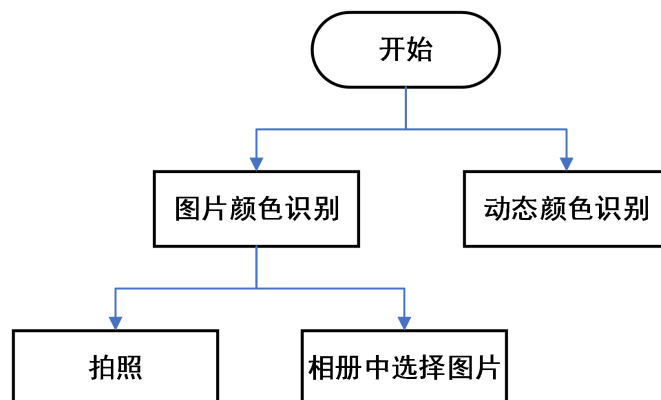 开始
图片颜色识别
动态颜色识别
拍照
相册中选择图片